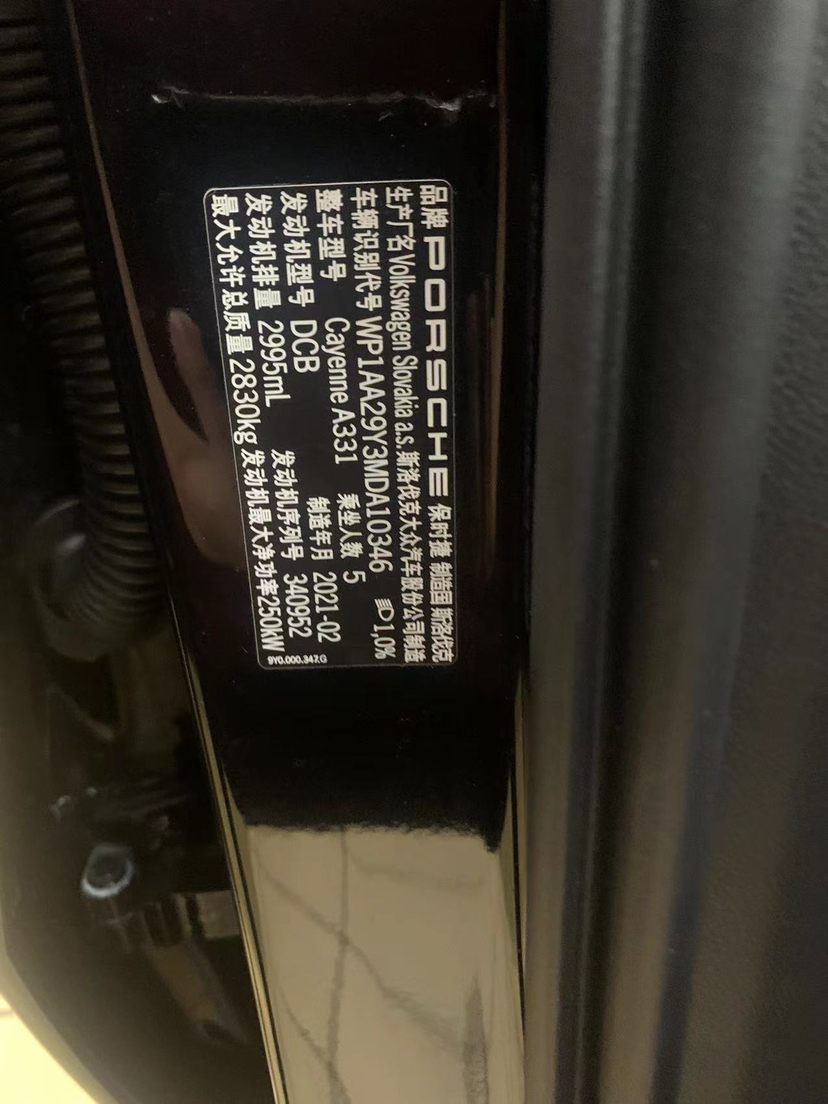 品牌 PORSCHE 保时捷 制造国 斯洛伐克
生产厂名 Volkswagen Slovakia a.s. 斯洛伐克大众汽车股份公司制造
车辆识别代号 WP1AA29Y3MDA10346 1,0%
整车型号 Cayenne A331 乘坐人数 5
发动机型号 DCB 制造年月 2021-02
发动机排量 2995mL 发动机序列号 340952
最大允许总质量 2830kg 发动机最大净功率 250kW
9Y0.000.347.G